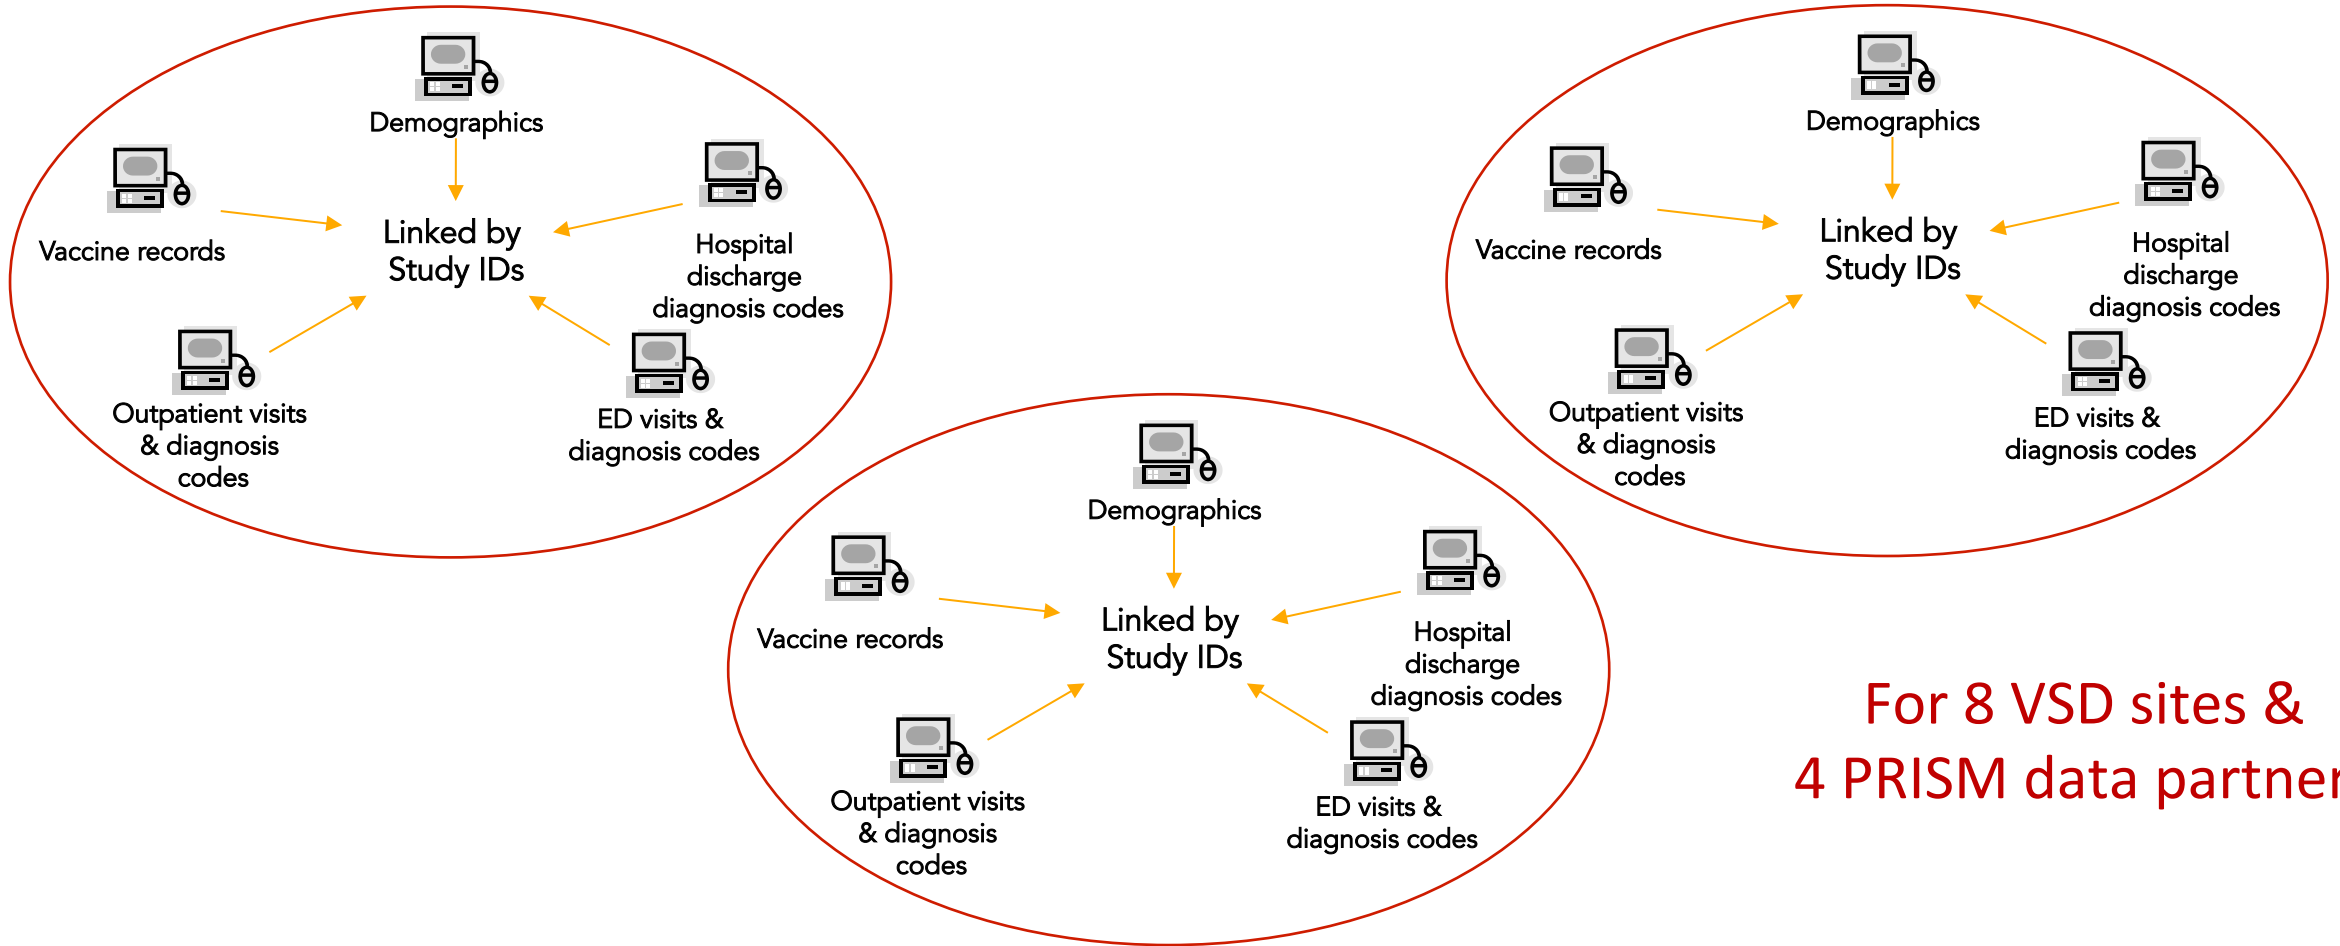 Demographics
Vaccine records
Linked by
Study IDs
Hospital
discharge
diagnosis codes
Outpatient visits
& diagnosis
codes
ED visits &
diagnosis codes
Demographics
Vaccine records
Linked by
Study IDs
Hospital
discharge
diagnosis codes
Outpatient visits
& diagnosis
codes
ED visits &
diagnosis codes
Demographics
Vaccine records
Linked by
Study IDs
Hospital
discharge
diagnosis codes
Outpatient visits
& diagnosis
codes
ED visits &
diagnosis codes
For 8 VSD sites &
4 PRISM data partner